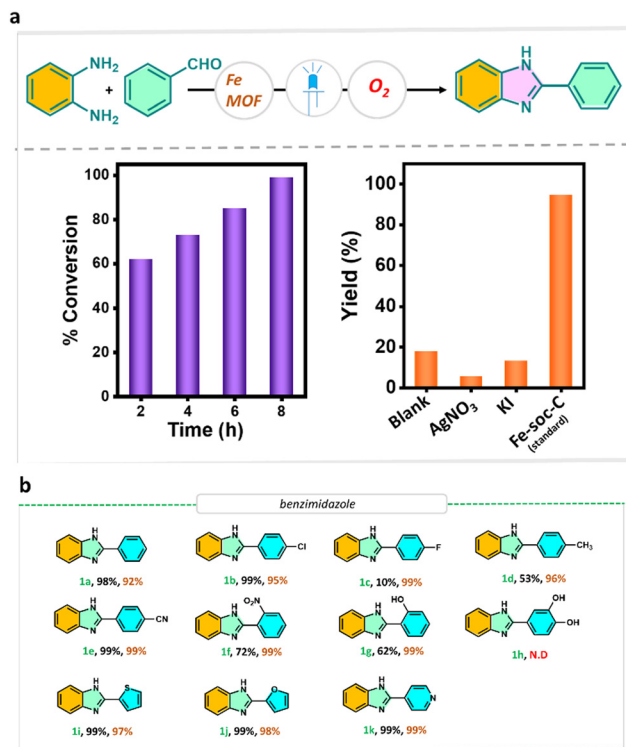 a
NH2
NH2
+
CHO
Fe
MOF
O2
H
N
N
100
80
60
40
20
0
% Conversion
2 4 6 8
Time (h)
100
80
60
40
20
0
Yield (%)
Blank
AgNO3
KI
Fe-soc-C
(standard)
b
benzimidazole
H
N
N
1a, 98%, 92%
H
N
N
Cl
1b, 99%, 95%
H
N
N
F
1c, 10%, 99%
H
N
N
CH3
1d, 53%, 96%
H
N
N
CN
1e, 99%, 99%
H
N
N
NO2
1f, 72%, 99%
H
N
N
HO
1g, 62%, 99%
H
N
N
OH
OH
1h, N.D
H
N
N
S
1i, 99%, 97%
H
N
N
O
1j, 99%, 98%
H
N
N
N
1k, 99%, 99%